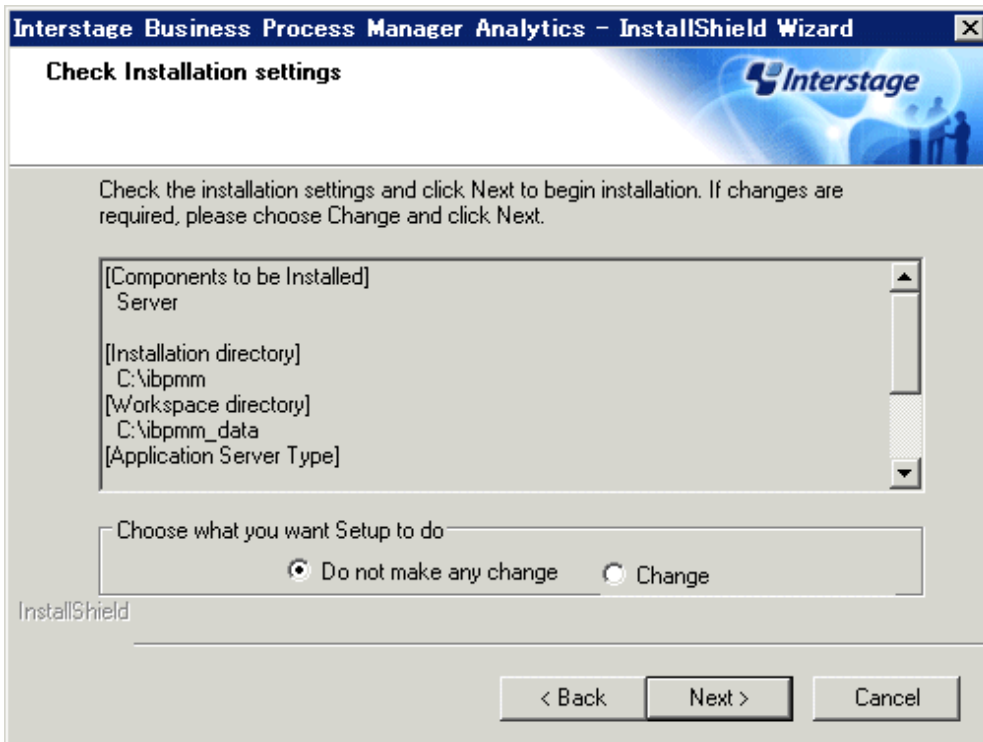 Interstage Business Process Manager Analytics - InstallShield Wizard
Check Installation settings
Interstage
Check the installation settings and click Next to begin installation. If changes are
required, please choose Change and click Next.
[Components to be Installed]
Server
[Installation directory]
C:\ibpmm
[Workspace directory]
C:\ibpmm_data
[Application Server Type]
Choose what you want Setup to do
Do not make any change Change
InstallShield
< Back Next > Cancel